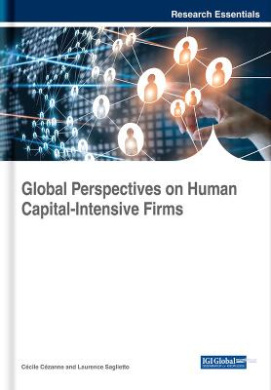 Research Essentials
Global Perspectives on Human
Capital-Intensive Firms
Cécile Cézanne and Laurence Saglietto
IGI Global